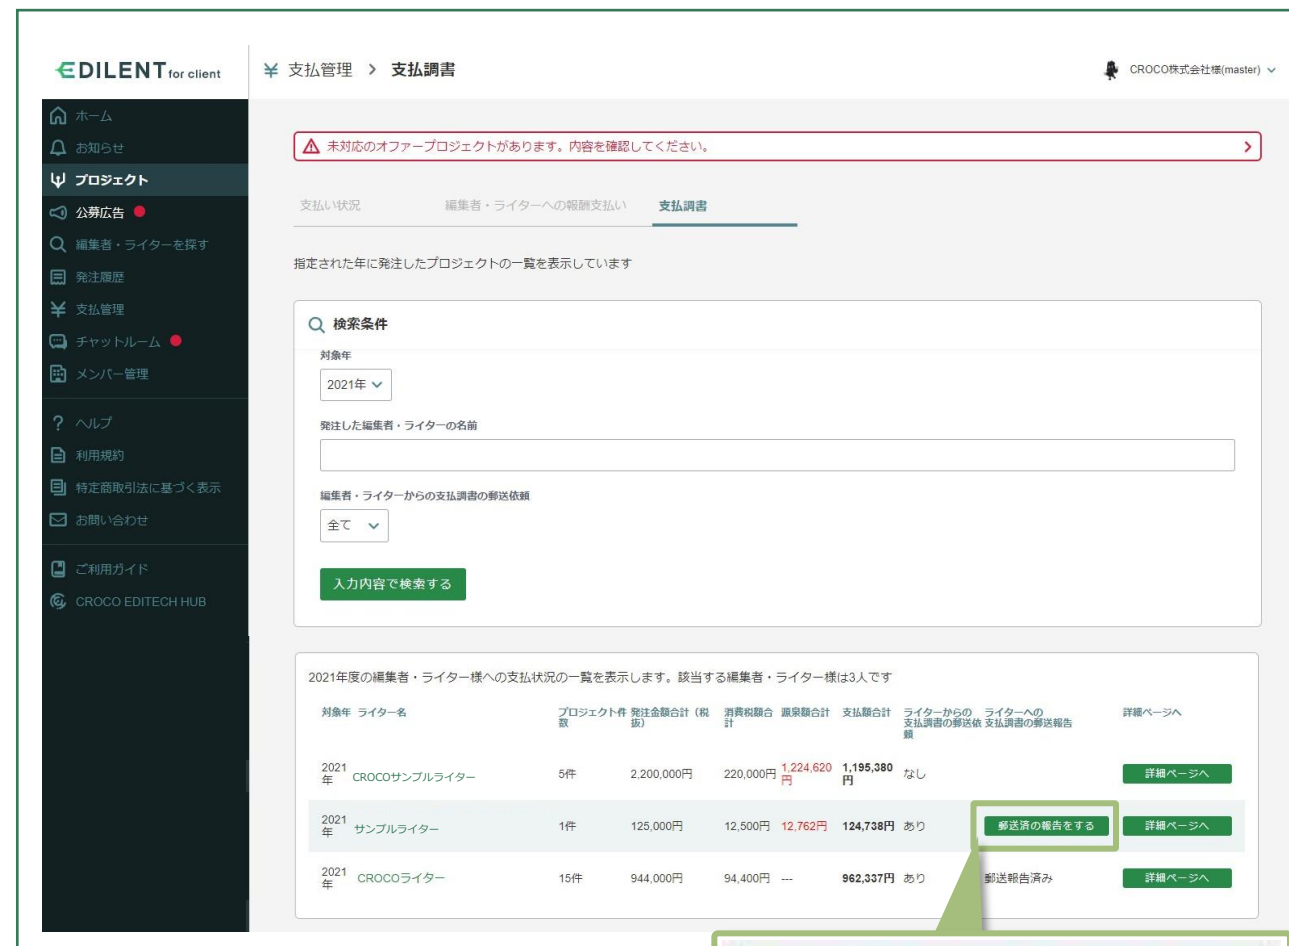 EDILENT for client
¥ 支払管理 > 支払調書
CROCO株式会社様(master)
ホーム
お知らせ
プロジェクト
公募広告
編集者・ライターを探す
発注履歴
支払管理
チャットルーム
メンバー管理
ヘルプ
利用規約
特定商取引法に基づく表示
お問い合わせ
ご利用ガイド
CROCO EDITECH HUB
未対応のオファープロジェクトがあります。内容を確認してください。
支払い状況 編集者・ライターへの報酬支払い 支払調書
指定された年に発注したプロジェクトの一覧を表示しています
検索条件
対象年
2021年
発注した編集者・ライターの名前
編集者・ライターからの支払調書の郵送依頼
全て
入力内容で検索する
2021年度の編集者・ライター様への支払状況の一覧を表示します。該当する編集者・ライター様は3人です
対象年 ライター名 プロジェクト件数 発注金額合計（税抜） 消費税額合計 源泉額合計 支払額合計 ライターからの支払調書の郵送依頼 ライターへの支払調書の郵送報告 詳細ページへ
2021年 CROCOサンプルライター 5件 2,200,000円 220,000円 1,224,620円 1,195,380円 なし 詳細ページへ
2021年 サンプルライター 1件 125,000円 12,500円 12,762円 124,738円 あり 郵送済の報告をする 詳細ページへ
2021年 CROCOライター 15件 944,000円 94,400円 --- 962,337円 あり 郵送報告済み 詳細ページへ